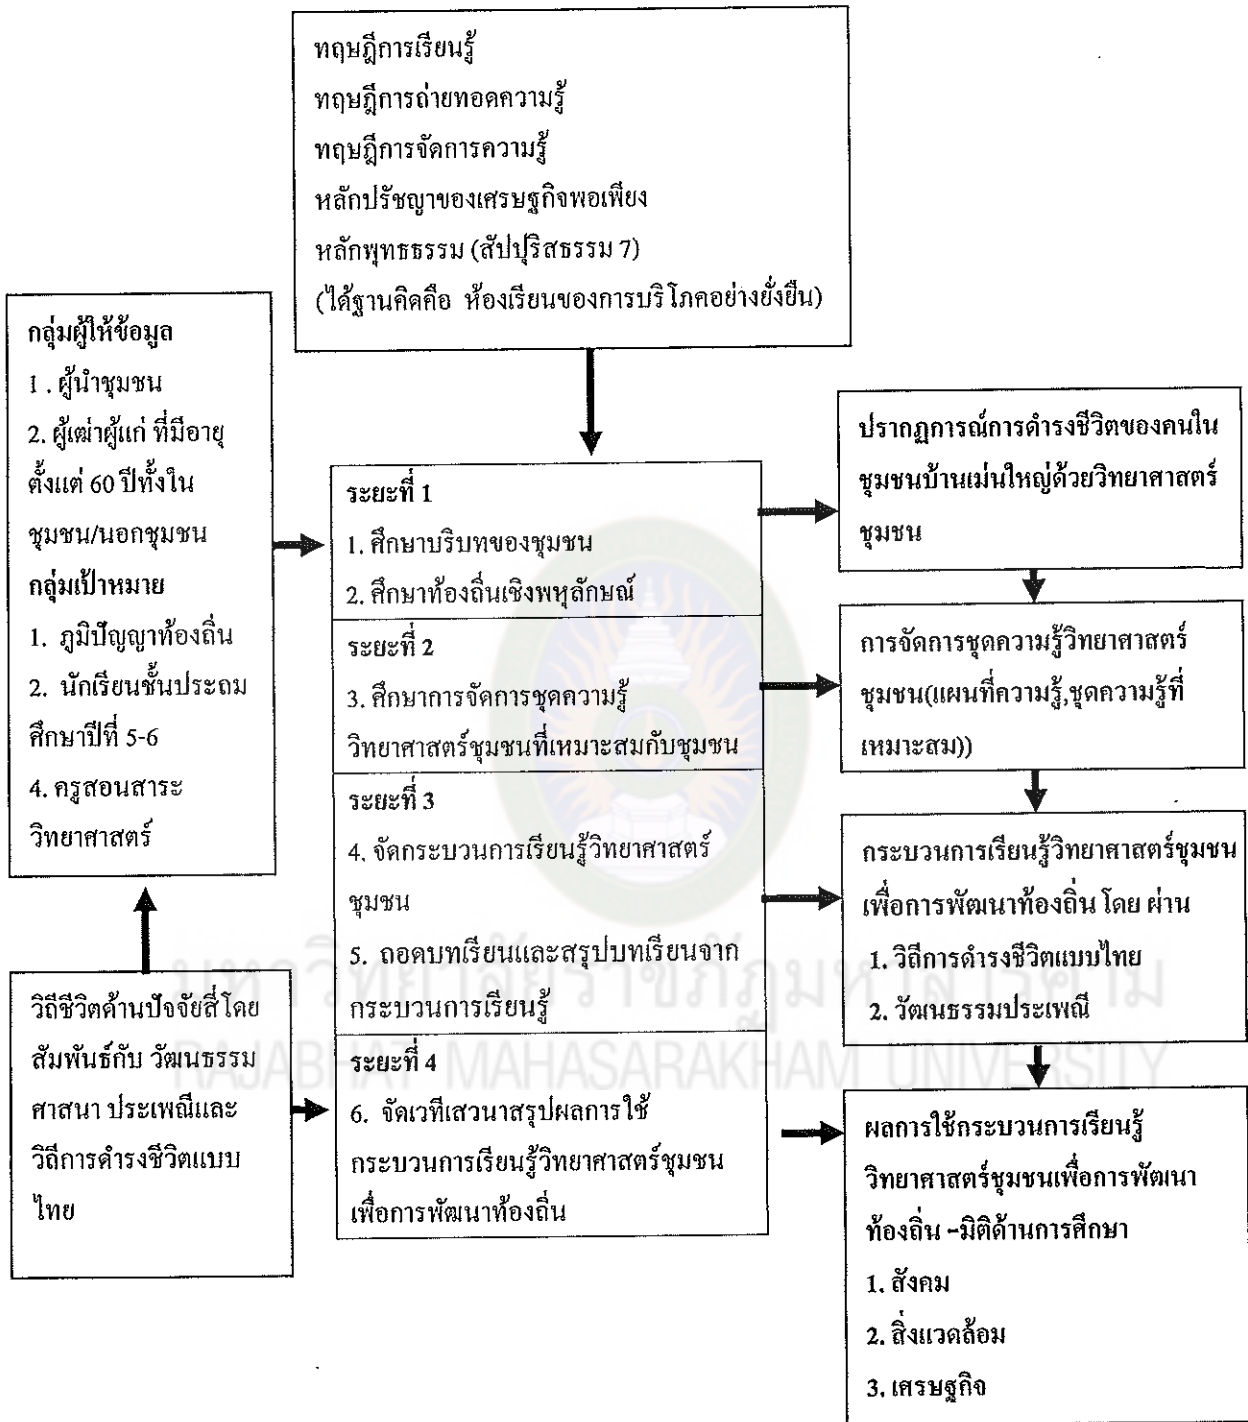 ทฤษฎีการเรียนรู้
ทฤษฎีการถ่ายทอดความรู้
ทฤษฎีการจัดการความรู้
หลักปรัชญาของเศรษฐกิจพอเพียง
หลักพุทธธรรม (สัปปุริสธรรม 7)
(ได้ฐานคิดคือ ห้องเรียนของการบริโภคอย่างยั่งยืน)
กลุ่มผู้ให้ข้อมูล
1 . ผู้นำชุมชน
2. ผู้เฒ่าผู้แก่ ที่มีอายุ
ตั้งแต่ 60 ปีทั้งใน
ชุมชน/นอกชุมชน
กลุ่มเป้าหมาย
1. ภูมิปัญญาท้องถิ่น
2. นักเรียนชั้นประถม
ศึกษาปีที่ 5-6
4. ครูสอนสาระ
วิทยาศาสตร์
วิถีชีวิตด้านปัจจัยสี่โดย
สัมพันธ์กับ วัฒนธรรม
ศาสนา ประเพณีและ
วิถีการดำรงชีวิตแบบ
ไทย
ระยะที่ 1
1. ศึกษาบริบทของชุมชน
2. ศึกษาท้องถิ่นเชิงพหุลักษณ์
ระยะที่ 2
3. ศึกษาการจัดการชุดความรู้
วิทยาศาสตร์ชุมชนที่เหมาะสมกับชุมชน
ระยะที่ 3
4. จัดกระบวนการเรียนรู้วิทยาศาสตร์
ชุมชน
5. ถอดบทเรียนและสรุปบทเรียนจาก
กระบวนการเรียนรู้
ระยะที่ 4
6. จัดเวทีเสวนาสรุปผลการใช้
กระบวนการเรียนรู้วิทยาศาสตร์ชุมชน
เพื่อการพัฒนาท้องถิ่น
ปรากฏการณ์การดำรงชีวิตของคนใน
ชุมชนบ้านเม่นใหญ่ด้วยวิทยาศาสตร์
ชุมชน
การจัดการชุดความรู้วิทยาศาสตร์
ชุมชน(แผนที่ความรู้,ชุดความรู้ที่
เหมาะสม))
กระบวนการเรียนรู้วิทยาศาสตร์ชุมชน
เพื่อการพัฒนาท้องถิ่น โดย ผ่าน
1. วิถีการดำรงชีวิตแบบไทย
2. วัฒนธรรมประเพณี
ผลการใช้กระบวนการเรียนรู้
วิทยาศาสตร์ชุมชนเพื่อการพัฒนา
ท้องถิ่น –มิติด้านการศึกษา
1. สังคม
2. สิ่งแวดล้อม
3. เศรษฐกิจ
มหาวิทยาลัยราชภัฏมหาสารคาม
RAJABHAT MAHASARAKHAM UNIVERSITY